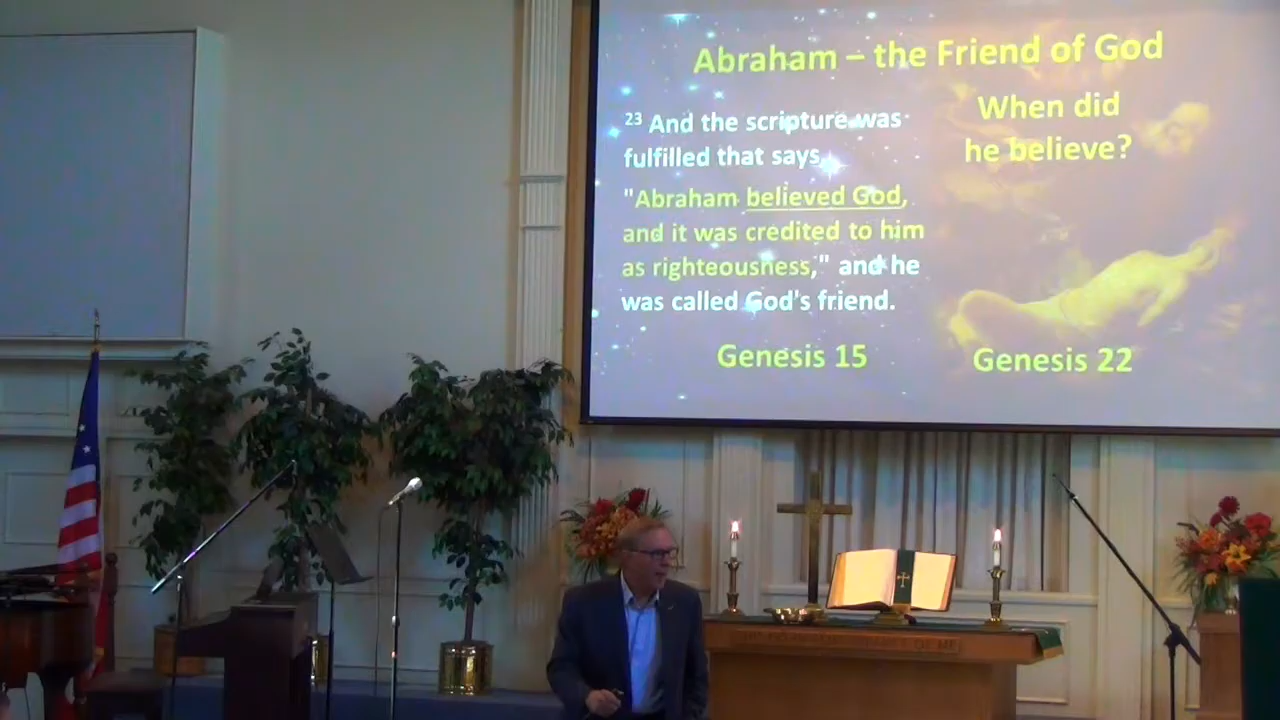 Abraham – the Friend of God
23 And the scripture was
fulfilled that says,
"Abraham believed God,
and it was credited to him
as righteousness," and he
was called God's friend.
Genesis 15
When did
he believe?
Genesis 22
OF ME